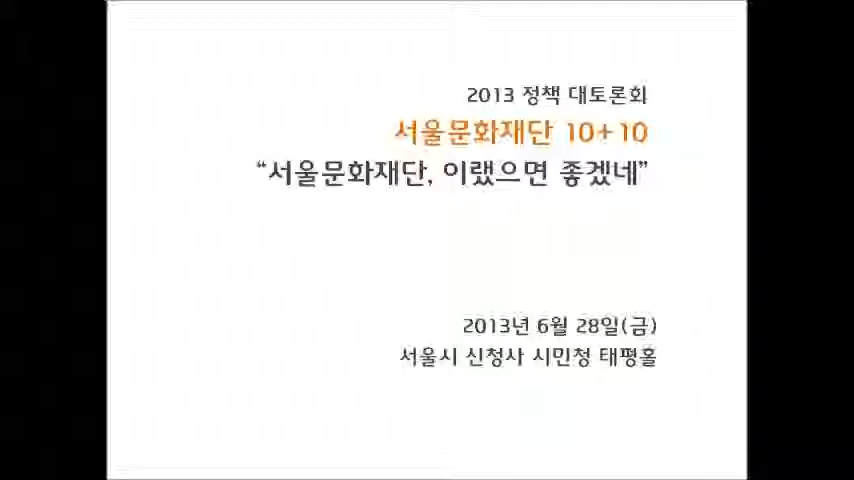 2013 정책 대토론회
서울문화재단 10+10
“서울문화재단, 이랬으면 좋겠네”
2013년 6월 28일(금)
서울시 신청사 시민청 태평홀